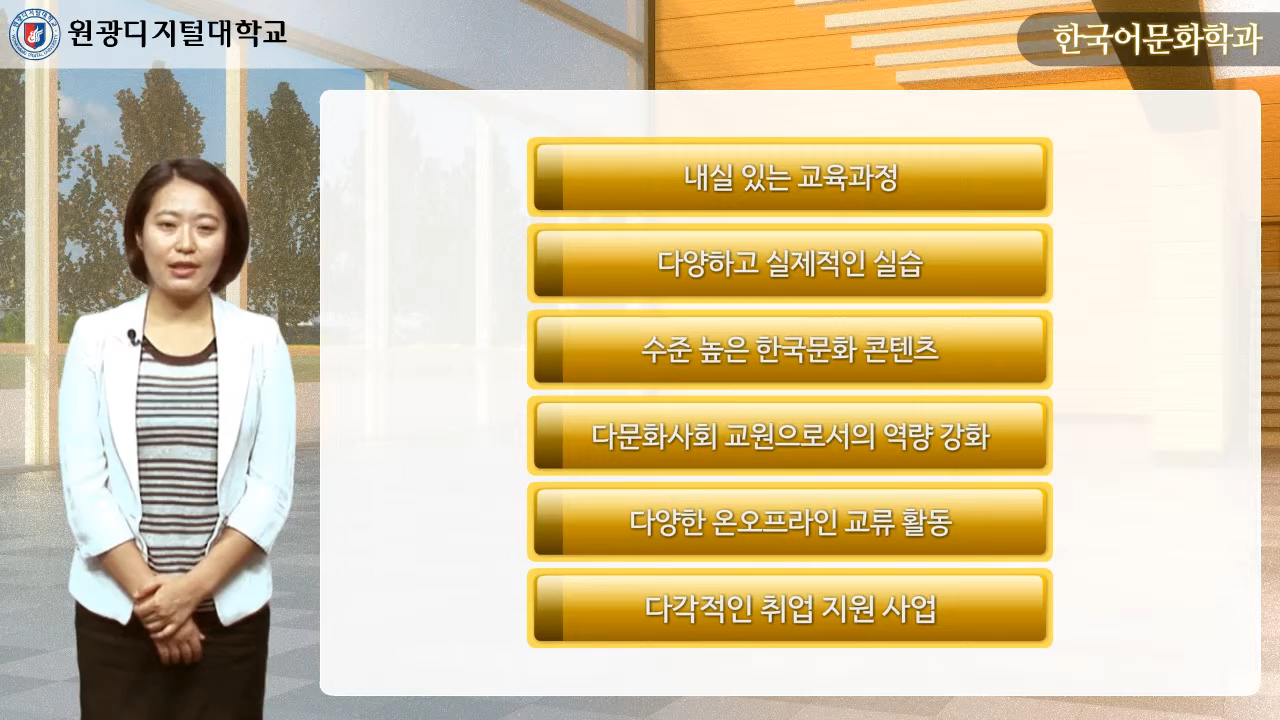 원광디지털대학교
한국어문화학과
내실 있는 교육과정
다양하고 실제적인 실습
수준 높은 한국문화 콘텐츠
다문화사회 교원으로서의 역량 강화
다양한 온오프라인 교류 활동
다각적인 취업 지원 사업